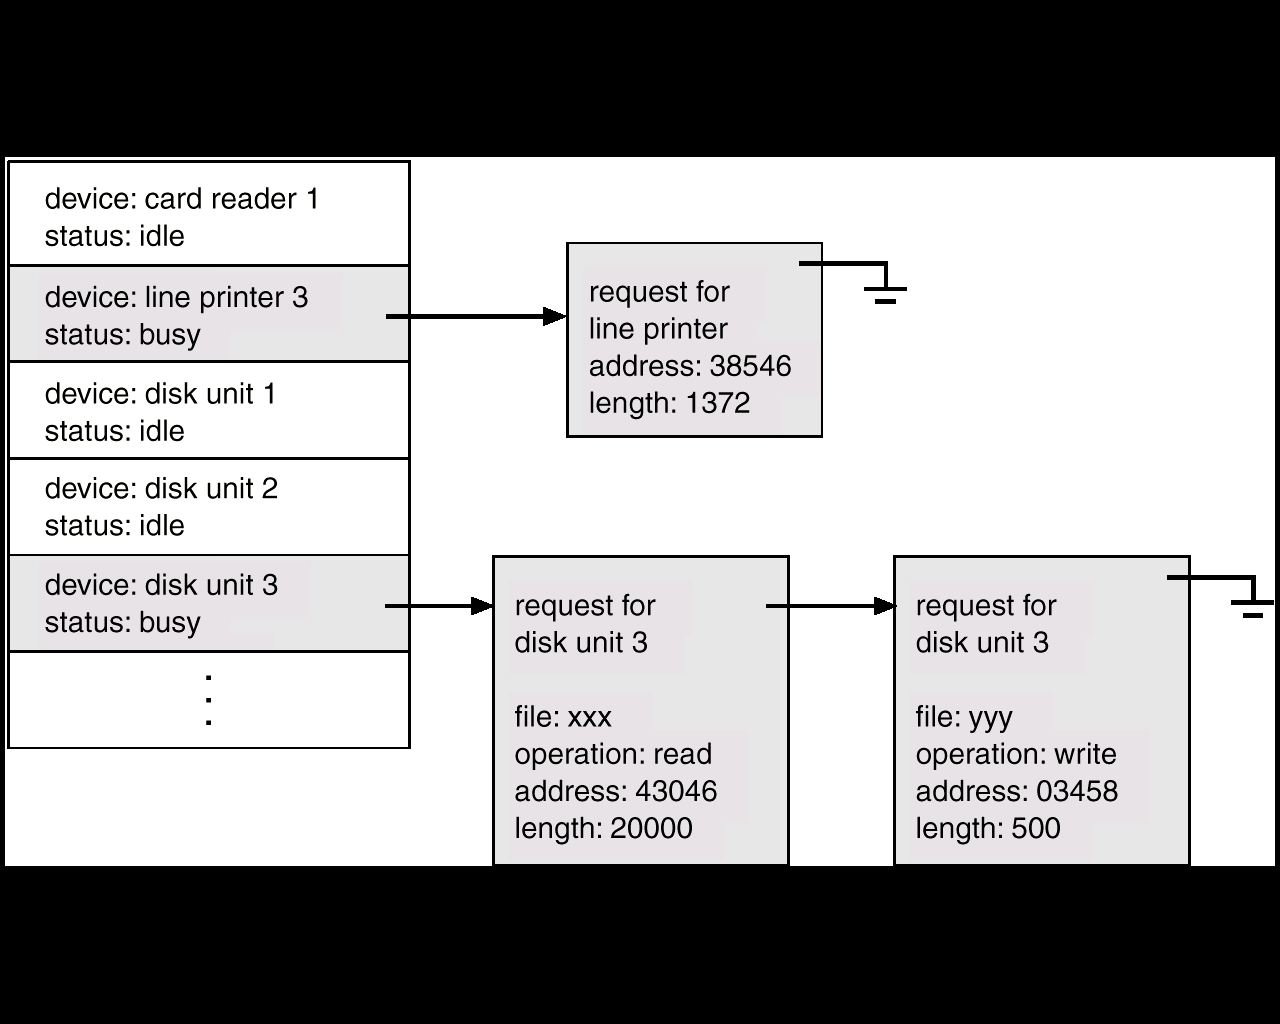 device: card reader 1
status: idle
device: line printer 3
status: busy
device: disk unit 1
status: idle
device: disk unit 2
status: idle
device: disk unit 3
status: busy
request for
line printer
address: 38546
length: 1372
request for
disk unit 3
file: xxx
operation: read
address: 43046
length: 20000
request for
disk unit 3
file: yyy
operation: write
address: 03458
length: 500